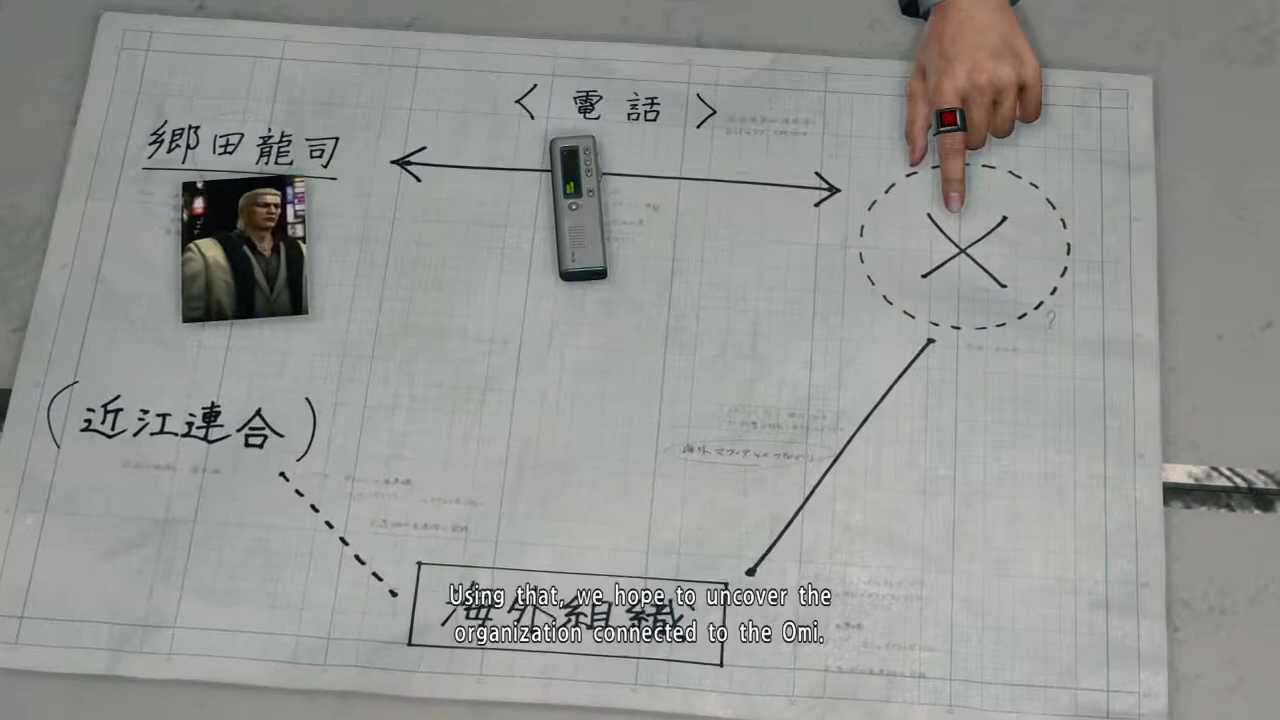 〈 電話 〉
郷田龍司
(近江連合)
海外組織
Using that, we hope to uncover the
organization connected to the Omi.